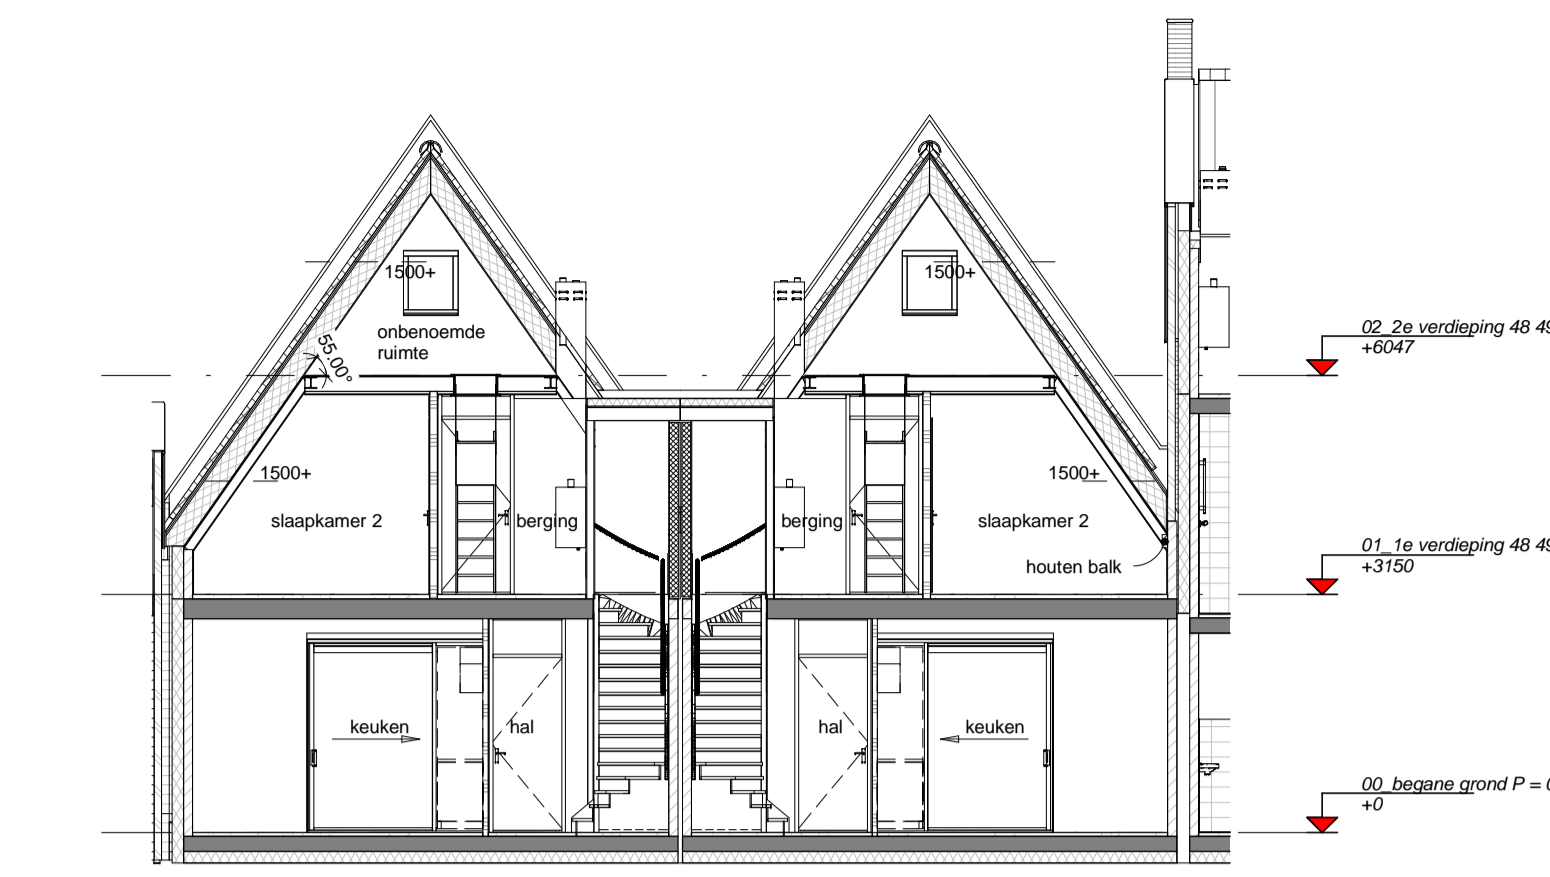 1500+
1500+
onbenoemde
ruimte
55.00°
02_2e verdieping 48 49
+6047
1500+
1500+
slaapkamer 2
berging
berging
slaapkamer 2
houten balk
01_1e verdieping 48 49
+3150
keuken
hal
hal
keuken
00_begane grond P =
+0